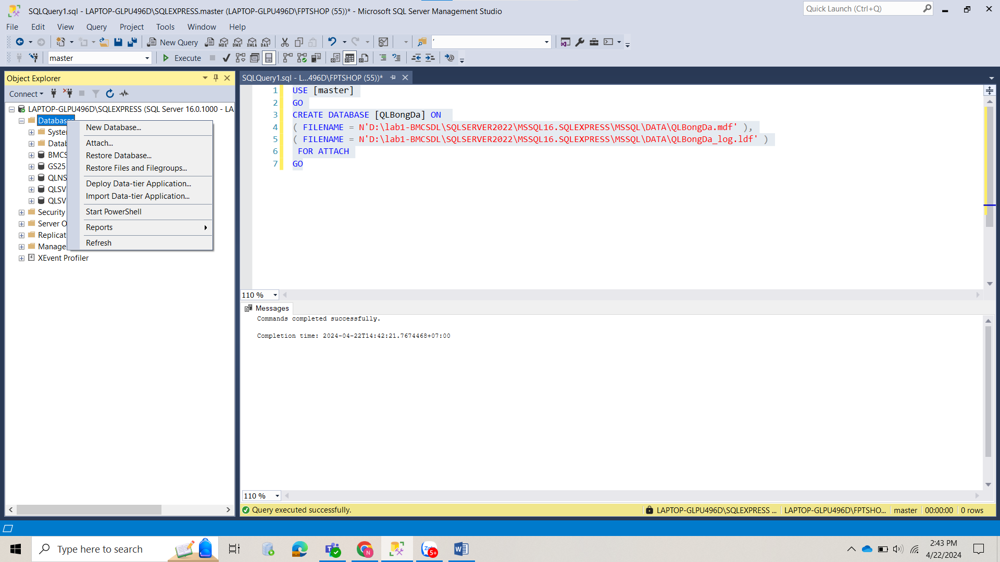 SQLQuery1.sql - LAPTOP-GLPU496D\SQLEXPRESS.master (LAPTOP-GLPU496D\FPTSHOP (55))* - Microsoft SQL Server Management Studio
Quick Launch (Ctrl+Q)
File Edit View Query Project Tools Window Help
New Query MDX DMX XMLA DAX '
master Execute
Object Explorer
SQLQuery1.sql - L...496D\FPTSHOP (55))*
Connect
LAPTOP-GLPU496D\SQLEXPRESS (SQL Server 16.0.1000 - LA
Databases
Syste
Datab
BMCS
GS25
QLNS
QLSV
QLSV
Security
Server O
Replicat
Manage
XEvent Profiler
New Database...
Attach...
Restore Database...
Restore Files and Filegroups...
Deploy Data-tier Application...
Import Data-tier Application...
Start PowerShell
Reports
Refresh
1 USE [master]
2 GO
3 CREATE DATABASE [QLBongDa] ON
4 ( FILENAME = N'D:\lab1-BMCSDL\SQLSERVER2022\MSSQL16.SQLEXPRESS\MSSQL\DATA\QLBongDa.mdf' ),
5 ( FILENAME = N'D:\lab1-BMCSDL\SQLSERVER2022\MSSQL16.SQLEXPRESS\MSSQL\DATA\QLBongDa_log.ldf' )
6 FOR ATTACH
7 GO
110 %
Messages
Commands completed successfully.
Completion time: 2024-04-22T14:42:21.7674468+07:00
110 %
Query executed successfully. LAPTOP-GLPU496D\SQLEXPRESS ... LAPTOP-GLPU496D\FPTSHO... master 00:00:00 0 rows
Type here to search
N
Zalo
5+
2:43 PM
4/22/2024